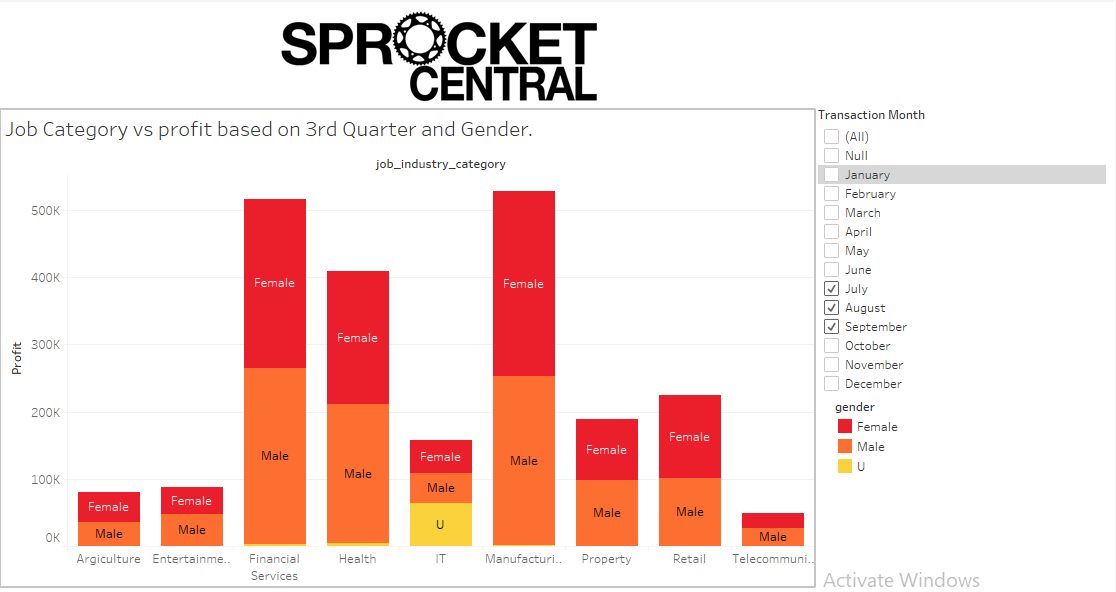 SPROCKET
CENTRAL
Job Category vs profit based on 3rd Quarter and Gender.
job_industry_category
Profit
500K
400K
300K
200K
100K
0K
Female
Male
Female
Male
Female
Male
Female
Male
Female
Male
U
Female
Male
Female
Male
Female
Male
Male
Argiculture
Entertainme..
Financial
Services
Health
IT
Manufacturi..
Property
Retail
Telecommuni..
Transaction Month
(All)
Null
January
February
March
April
May
June
July
August
September
October
November
December
gender
Female
Male
U
Activate Windows